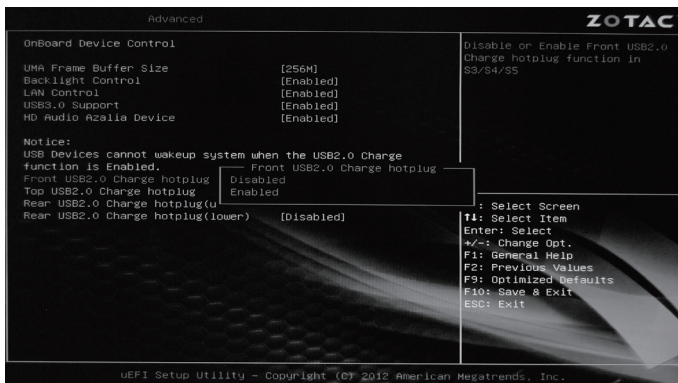 Advanced
ZOTAC
OnBoard Device Control
UMA Frame Buffer Size [256M]
Backlight Control [Enabled]
LAN Control [Enabled]
USB3.0 Support [Enabled]
HD Audio Azalia Device [Enabled]
Notice:
USB Devices cannot wakeup system when the USB2.0 Charge
function is Enabled.
Front USB2.0 Charge hotplug
Top USB2.0 Charge hotplug
Rear USB2.0 Charge hotplug(u
Rear USB2.0 Charge hotplug(lower) [Disabled]
Front USB2.0 Charge hotplug
Disabled
Enabled
Disable or Enable Front USB2.0
Charge hotplug function in
S3/S4/S5
: Select Screen
↑↓: Select Item
Enter: Select
+/-: Change Opt.
F1: General Help
F2: Previous Values
F9: Optimized Defaults
F10: Save & Exit
ESC: Exit
uEFI Setup Utility - Copyright (C) 2012 American Megatrends, Inc.